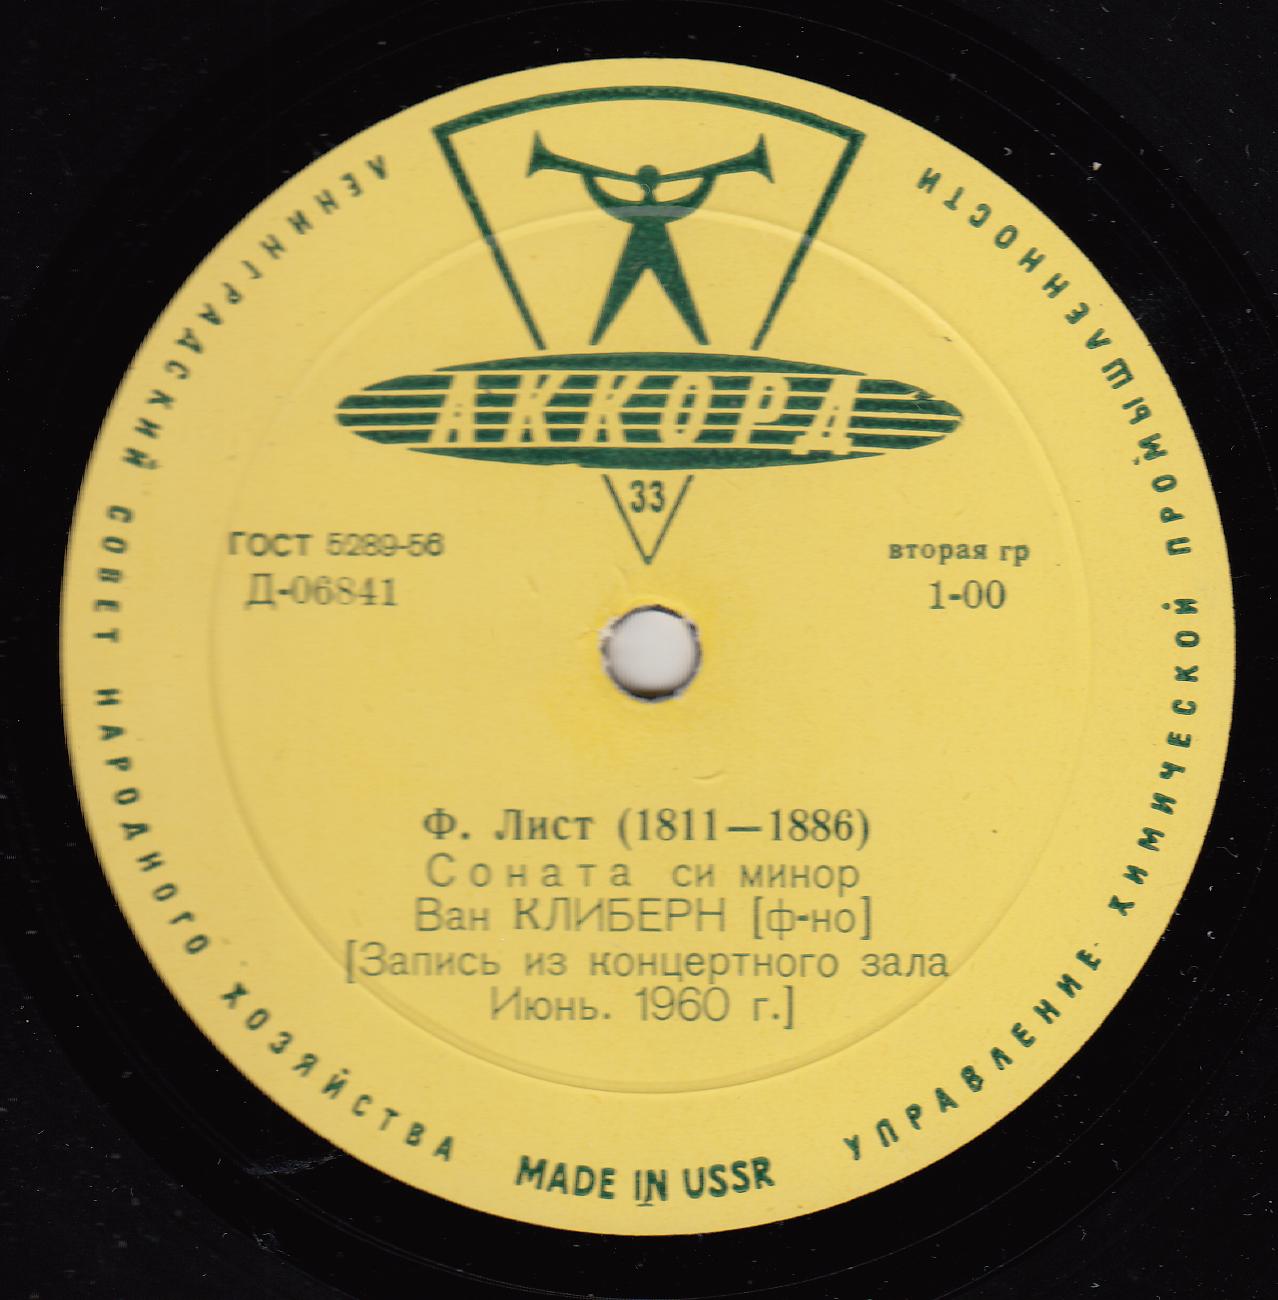 АККОРД
33
ГОСТ 5289-56
вторая гр
Д-06841
1-00
Ф. Лист (1811—1886)
Соната си минор
Ван КЛИБЕРН [ф-но]
[Запись из концертного зала
Июнь. 1960 г.]
ЛЕНИНГРАДСКИЙ СОВЕТ НАРОДНОГО ХОЗЯЙСТВА
MADE IN USSR
УПРАВЛЕНИЕ ХИМИЧЕСКОЙ ПРОМЫШЛЕННОСТИ